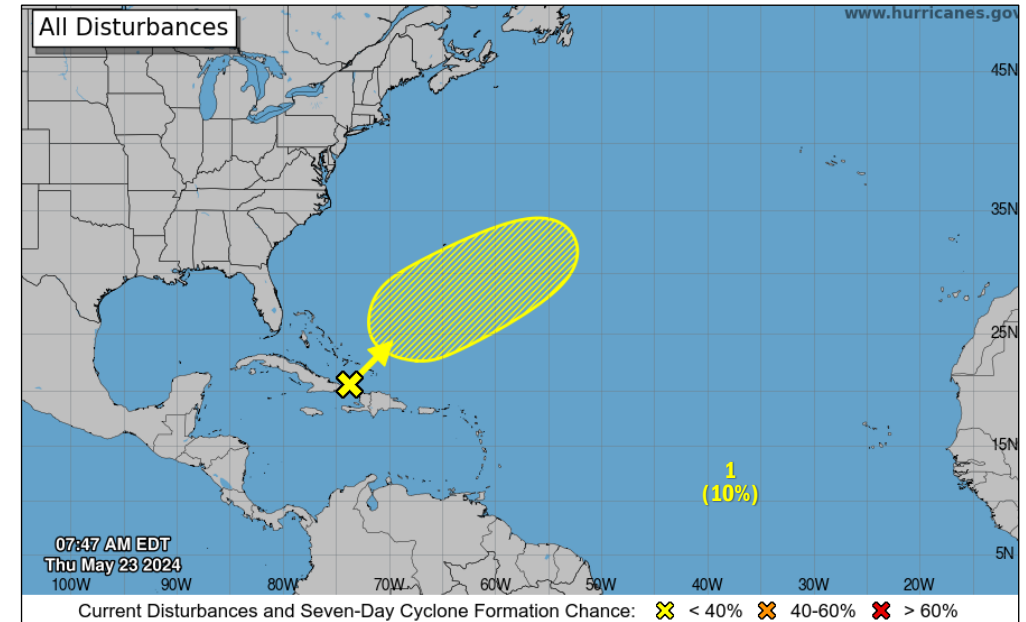 www.hurricanes.gov
All Disturbances
45N
35N
25N
15N
1
(10%)
07:47 AM EDT
Thu May 23 2024
5N
100W 90W 80W 70W 60W 50W 40W 30W 20W
Current Disturbances and Seven-Day Cyclone Formation Chance: < 40% 40-60% > 60%